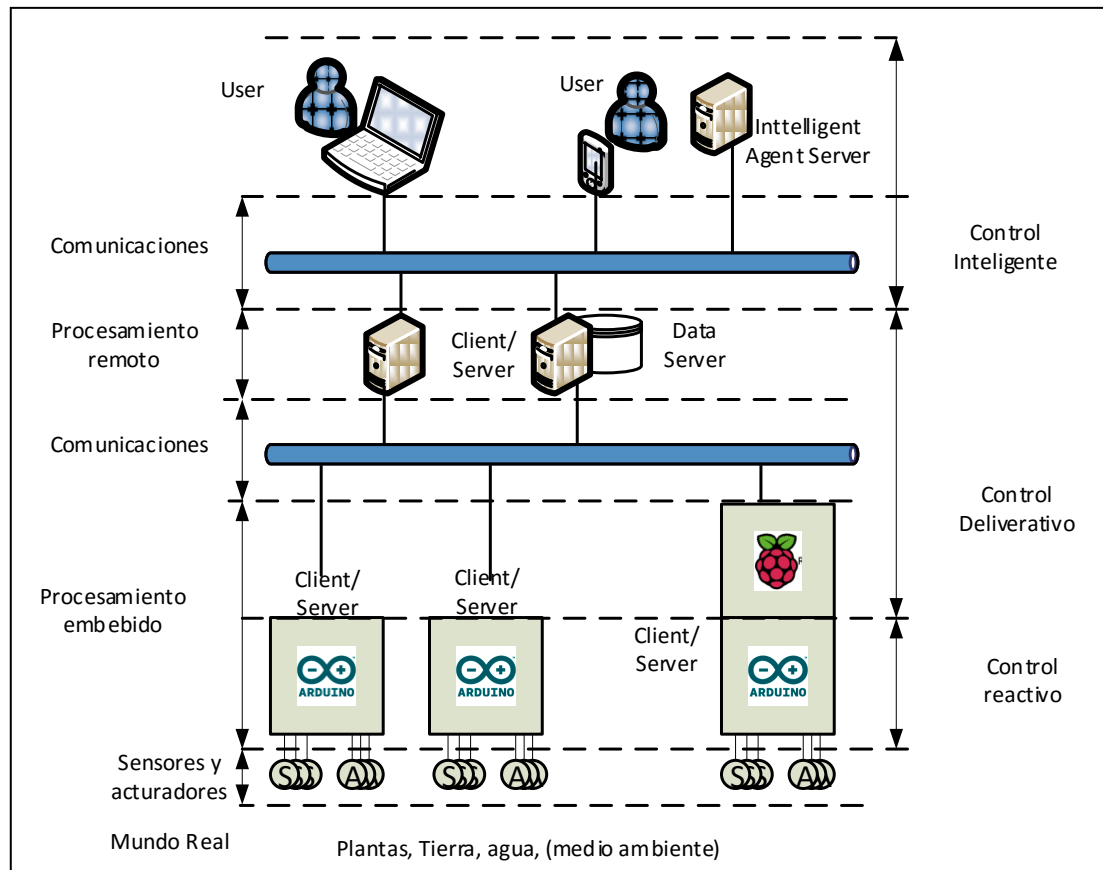 User
User
Inttelligent
Agent Server
Comunicaciones
Control
Inteligente
Procesamiento
remoto
Client/
Server
Data
Server
Comunicaciones
Control
Deliverativo
R
Procesamiento
embebido
Client/
Server
Client/
Server
Client/
Server
ARDUINO
ARDUINO
ARDUINO
Control
reactivo
Sensores y
acturadores
S S S
A A A
S S S
A A A
S S S
A A A
Mundo Real
Plantas, Tierra, agua, (medio ambiente)